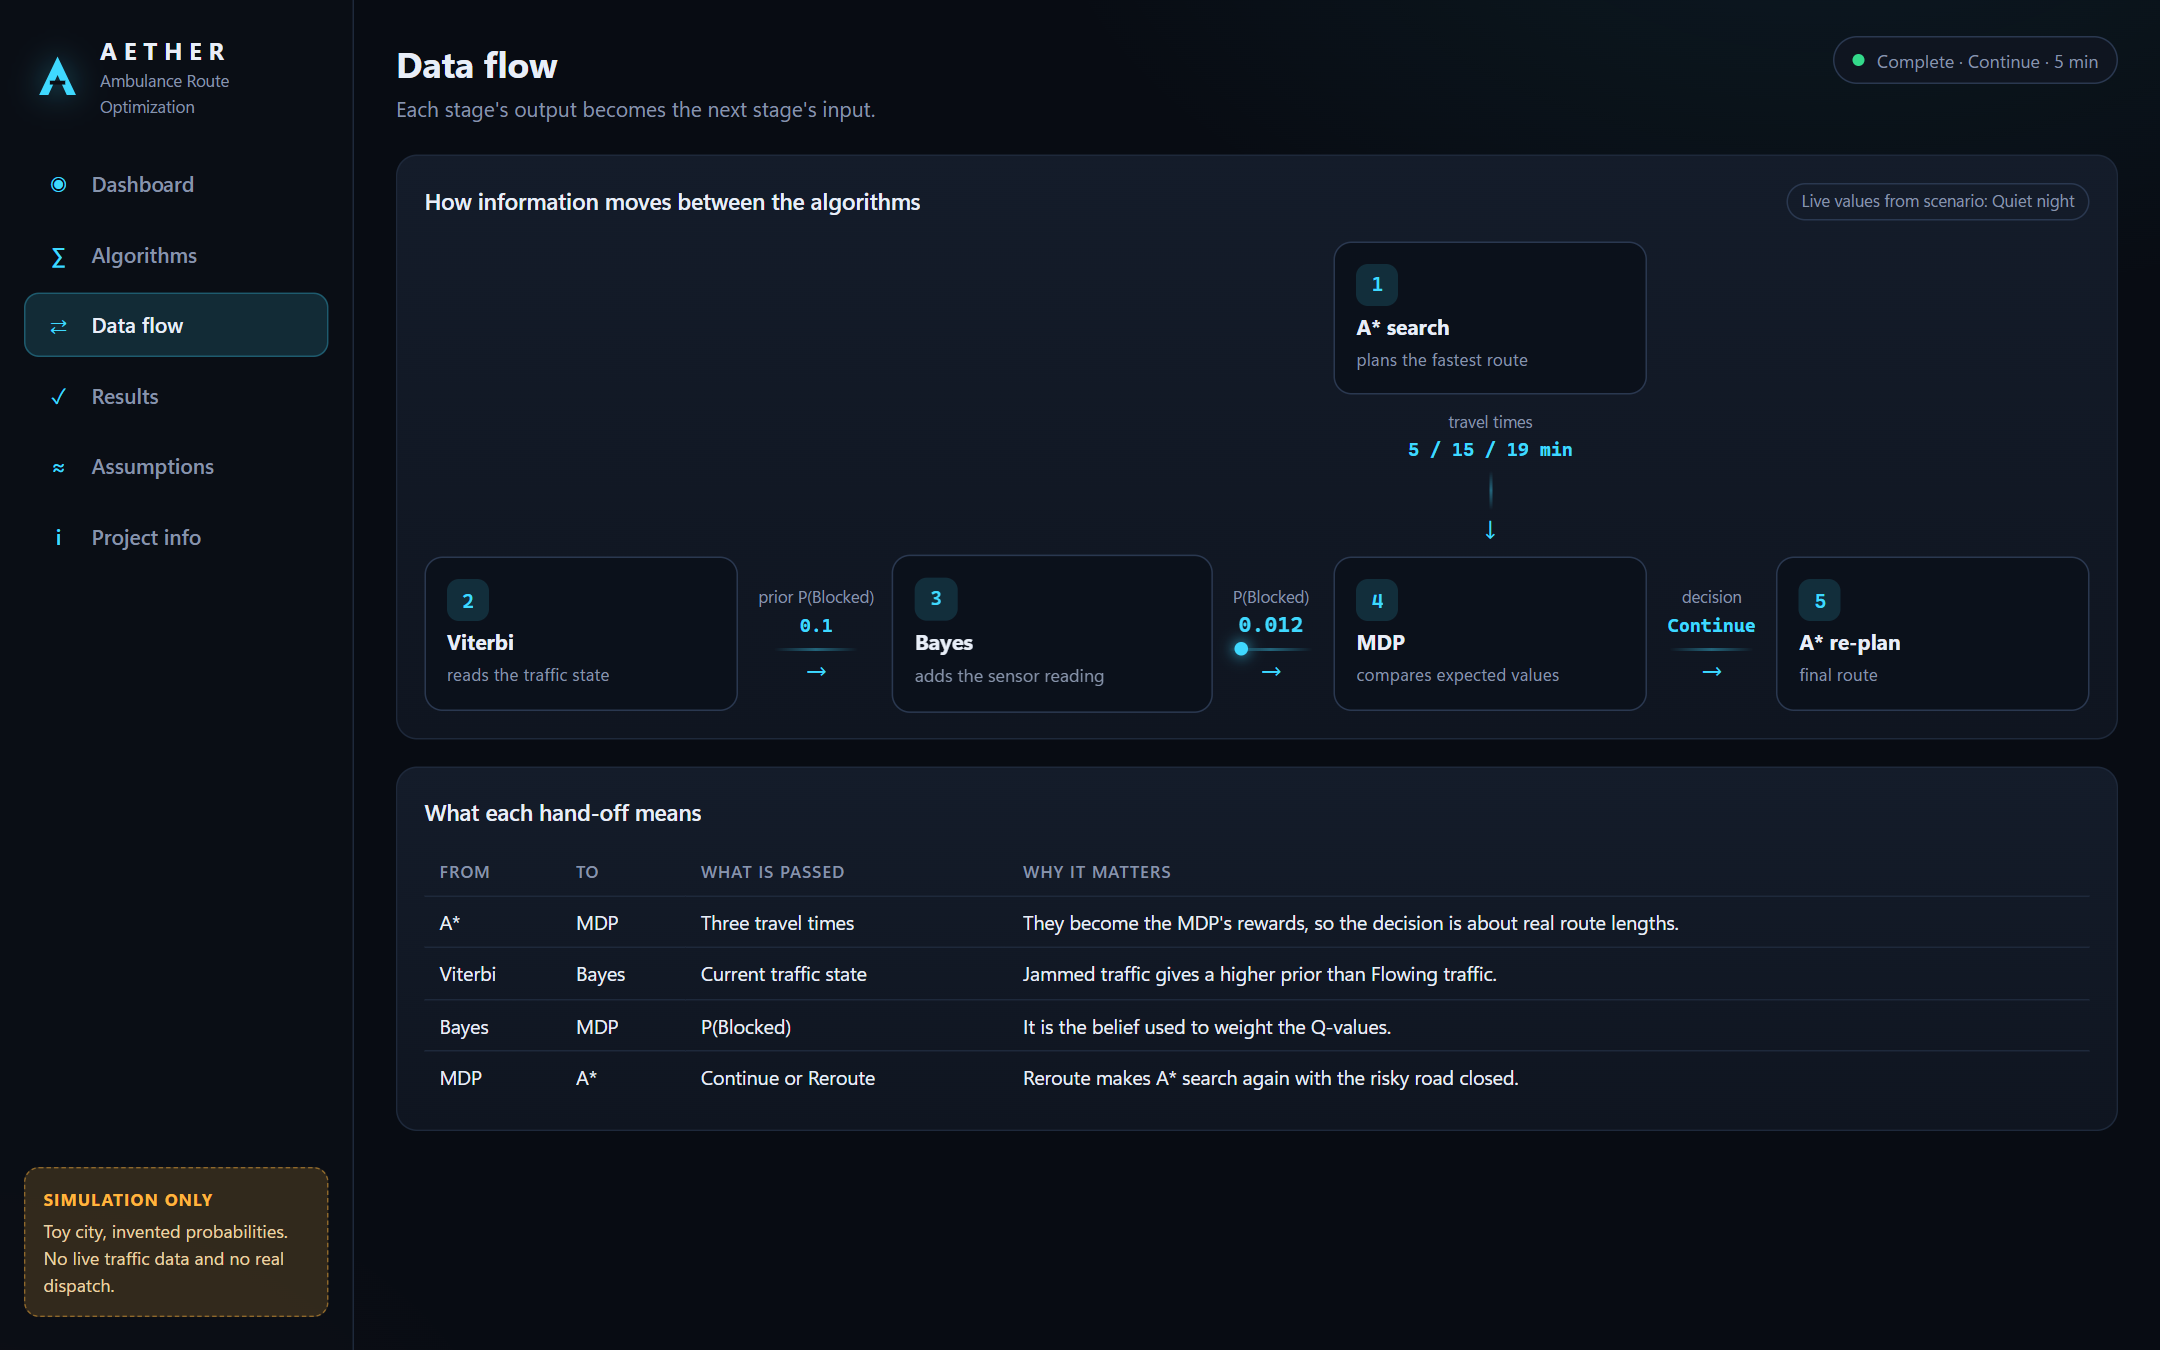 AETHER
Ambulance Route
Optimization
Dashboard
∑ Algorithms
⇄ Data flow
✓ Results
≈ Assumptions
i Project info
SIMULATION ONLY
Toy city, invented probabilities.
No live traffic data and no real
dispatch.
Data flow
Each stage's output becomes the next stage's input.
Complete · Continue · 5 min
How information moves between the algorithms
Live values from scenario: Quiet night
1
A* search
plans the fastest route
travel times
5 / 15 / 19 min
↓
2
Viterbi
reads the traffic state
prior P(Blocked)
0.1
→
3
Bayes
adds the sensor reading
P(Blocked)
0.012
→
4
MDP
compares expected values
decision
Continue
→
5
A* re-plan
final route
What each hand-off means
FROM TO WHAT IS PASSED WHY IT MATTERS
A* MDP Three travel times They become the MDP's rewards, so the decision is about real route lengths.
Viterbi Bayes Current traffic state Jammed traffic gives a higher prior than Flowing traffic.
Bayes MDP P(Blocked) It is the belief used to weight the Q-values.
MDP A* Continue or Reroute Reroute makes A* search again with the risky road closed.